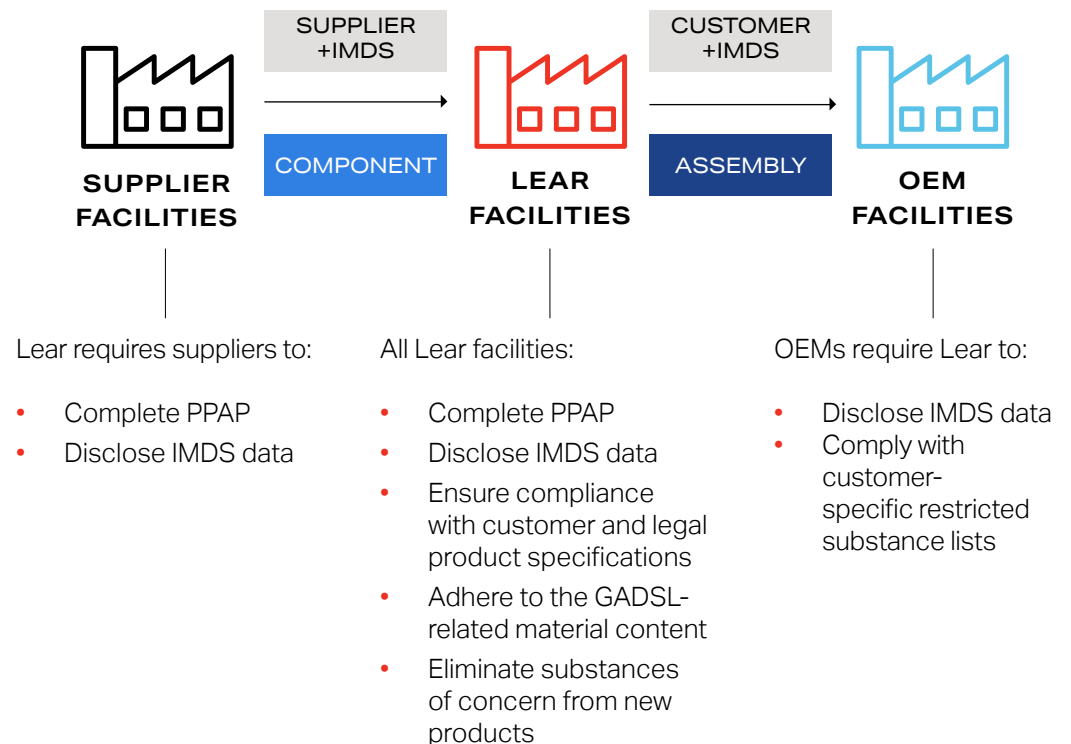 SUPPLIER
+IMDS
CUSTOMER
+IMDS
COMPONENT
ASSEMBLY
SUPPLIER
FACILITIES
LEAR
FACILITIES
OEM
FACILITIES
Lear requires suppliers to:
• Complete PPAP
• Disclose IMDS data
All Lear facilities:
• Complete PPAP
• Disclose IMDS data
• Ensure compliance
with customer and legal
product specifications
• Adhere to the GADSL-
related material content
• Eliminate substances
of concern from new
products
OEMs require Lear to:
• Disclose IMDS data
• Comply with
customer-
specific restricted
substance lists